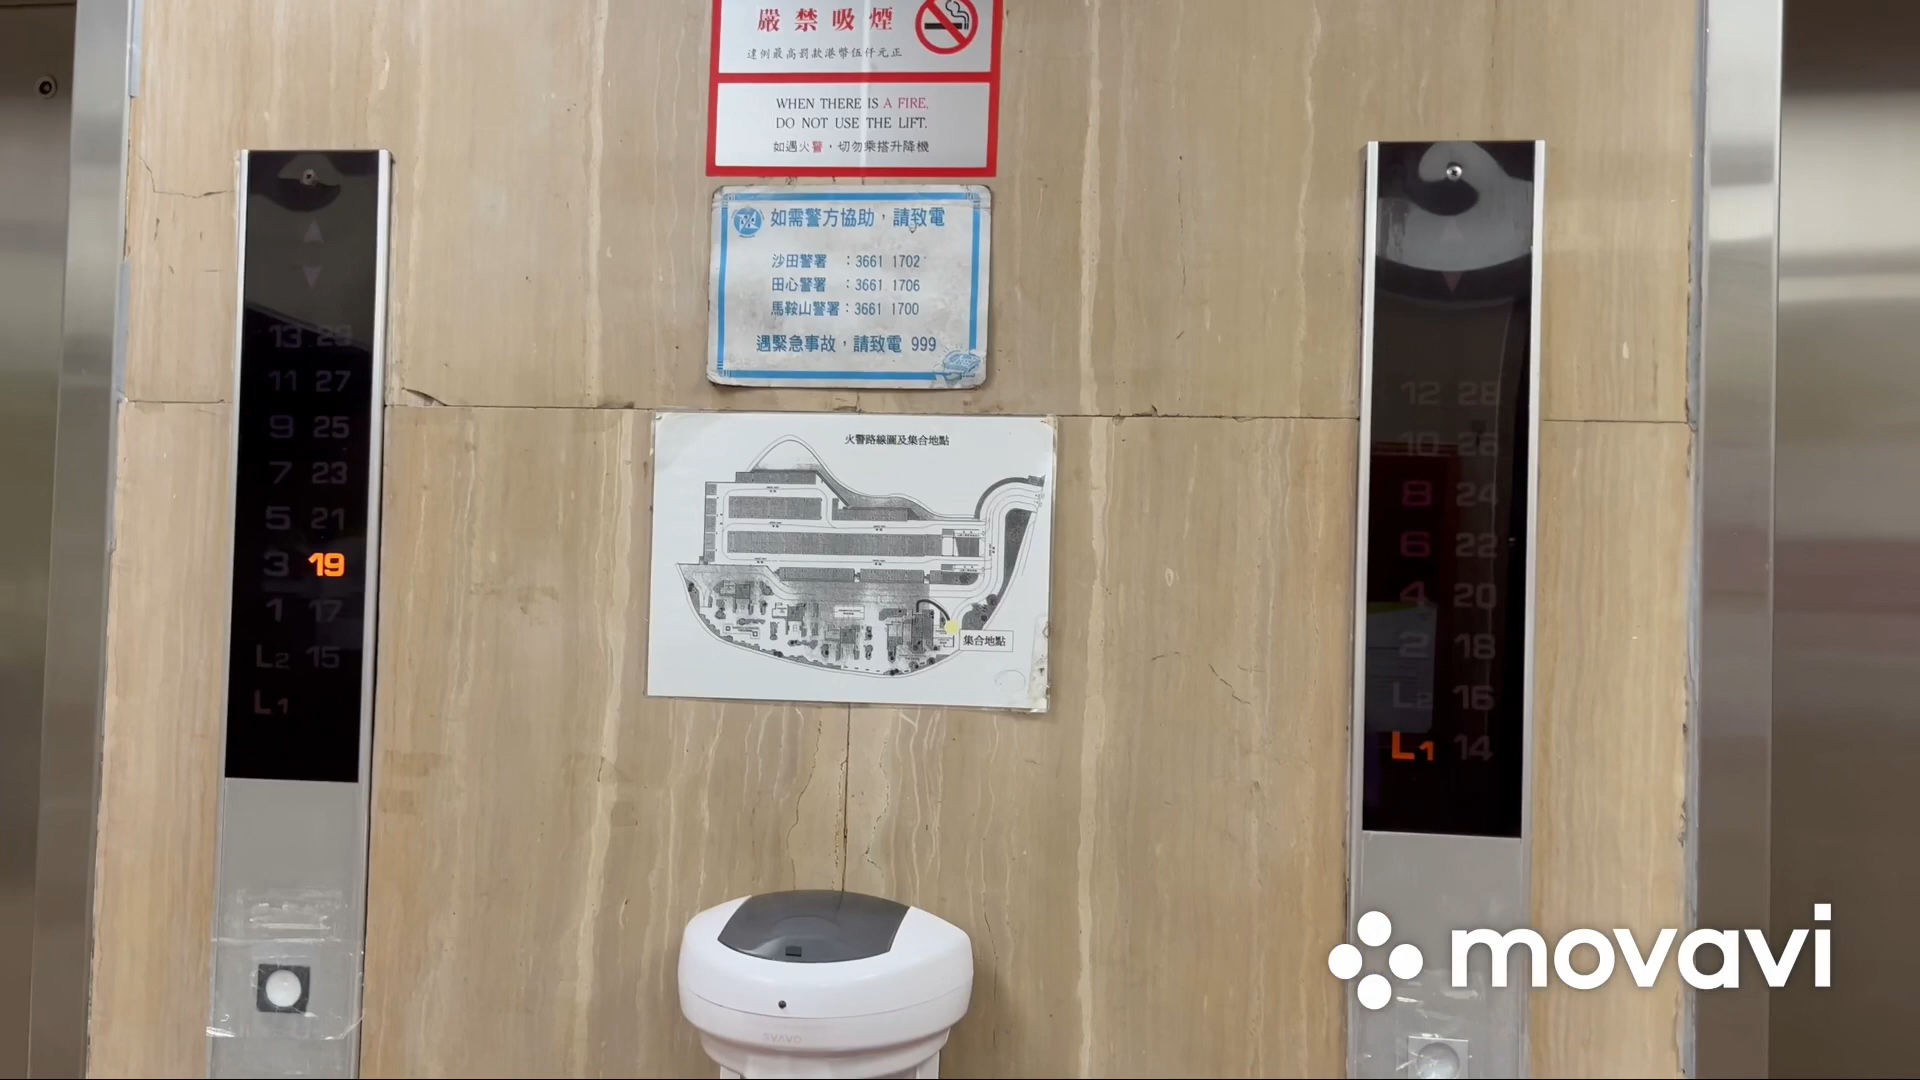 嚴禁吸煙
違例最高罰款港幣伍仟元正
WHEN THERE IS A FIRE,
DO NOT USE THE LIFT.
如遇火警，切勿乘搭升降機
如需警方協助，請致電
沙田警署 ：3661 1702
田心警署 ：3661 1706
馬鞍山警署：3661 1700
遇緊急事故，請致電 999
火警路線圖及集合地點
集合地點
13 29
11 27
9 25
7 23
5 21
3 19
1 17
L2 15
L1
12 28
10 26
8 24
6 22
4 20
2 18
L2 16
L1 14
SVAVO
movavi